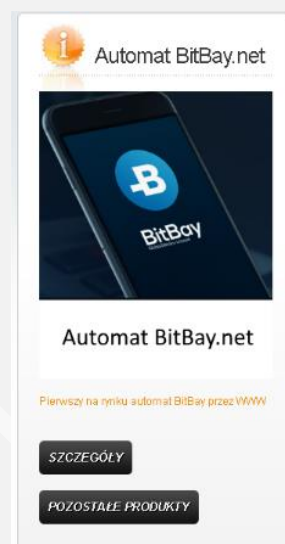 Automat BitBay.net
BitBay
Automat BitBay.net
Pierwszy na rynku automat BitBay przez WWW
SZCZEGÓŁY
POZOSTAŁE PRODUKTY